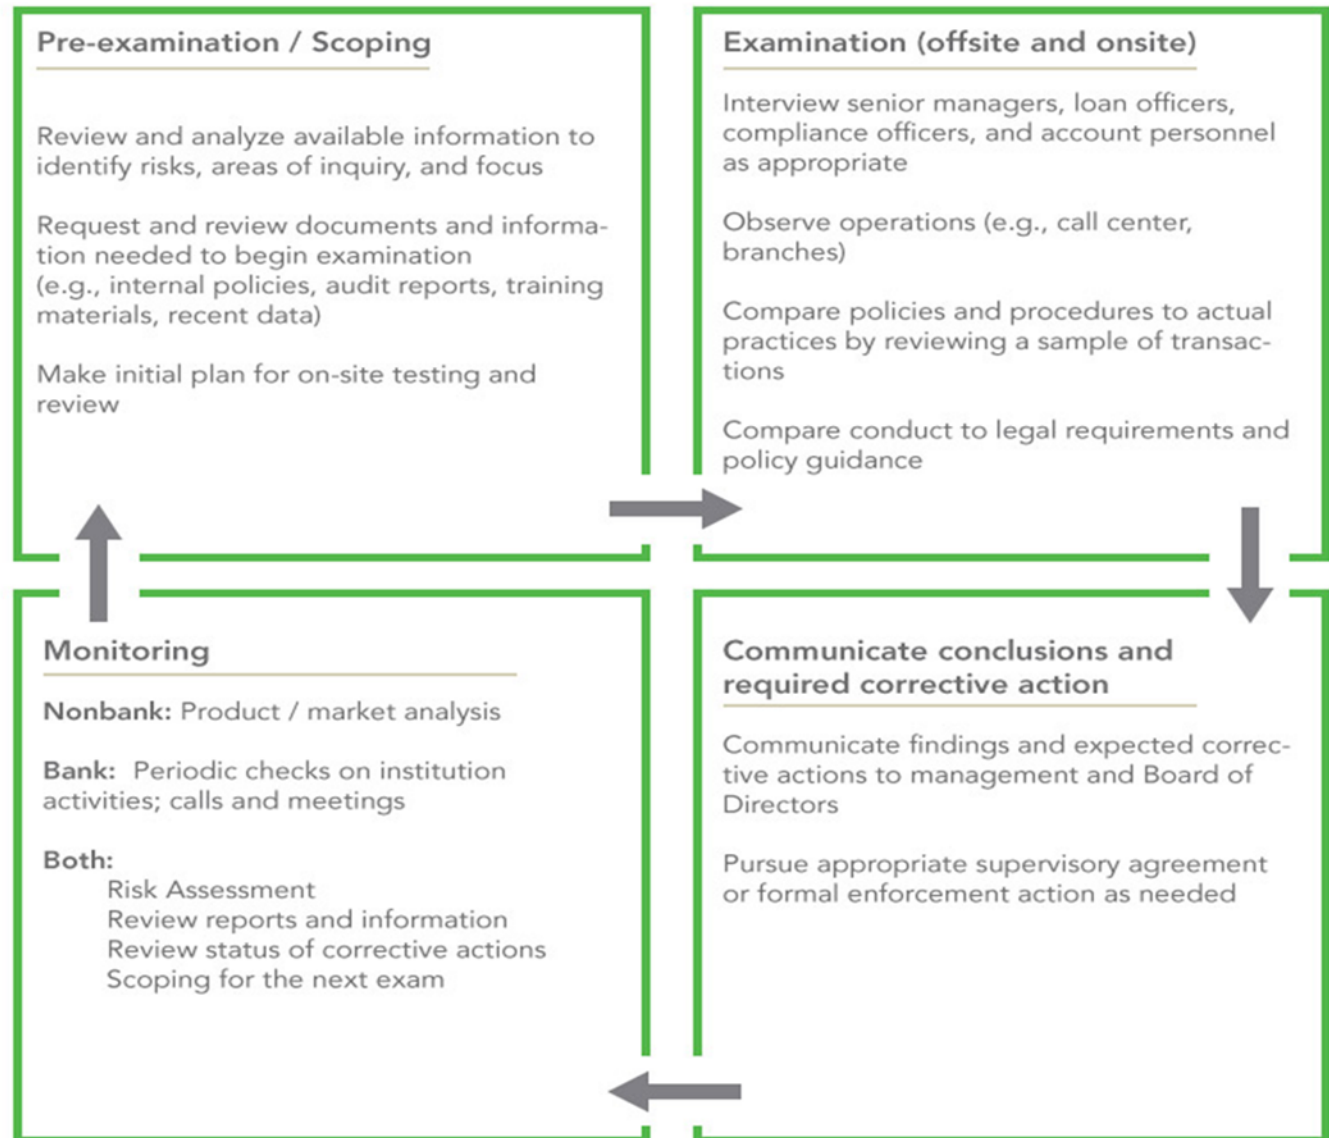 Pre-examination / Scoping
Review and analyze available information to
identify risks, areas of inquiry, and focus
Request and review documents and informa-
tion needed to begin examination
(e.g., internal policies, audit reports, training
materials, recent data)
Make initial plan for on-site testing and
review
Examination (offsite and onsite)
Interview senior managers, loan officers,
compliance officers, and account personnel
as appropriate
Observe operations (e.g., call center,
branches)
Compare policies and procedures to actual
practices by reviewing a sample of transac-
tions
Compare conduct to legal requirements and
policy guidance
Communicate conclusions and
required corrective action
Communicate findings and expected correc-
tive actions to management and Board of
Directors
Pursue appropriate supervisory agreement
or formal enforcement action as needed
Monitoring
Nonbank: Product / market analysis
Bank: Periodic checks on institution
activities; calls and meetings
Both:
Risk Assessment
Review reports and information
Review status of corrective actions
Scoping for the next exam